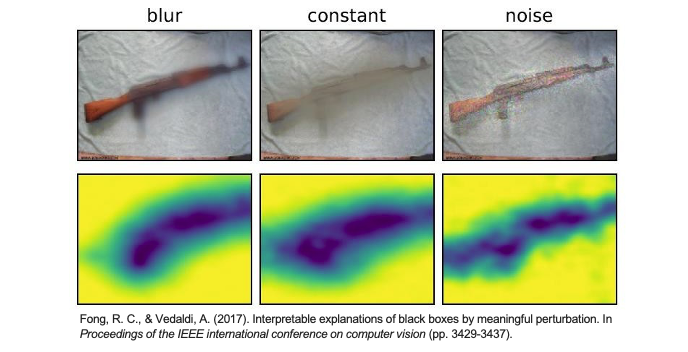 blur constant noise
Fong, R. C., & Vedaldi, A. (2017). Interpretable explanations of black boxes by meaningful perturbation. In
Proceedings of the IEEE international conference on computer vision (pp. 3429-3437).